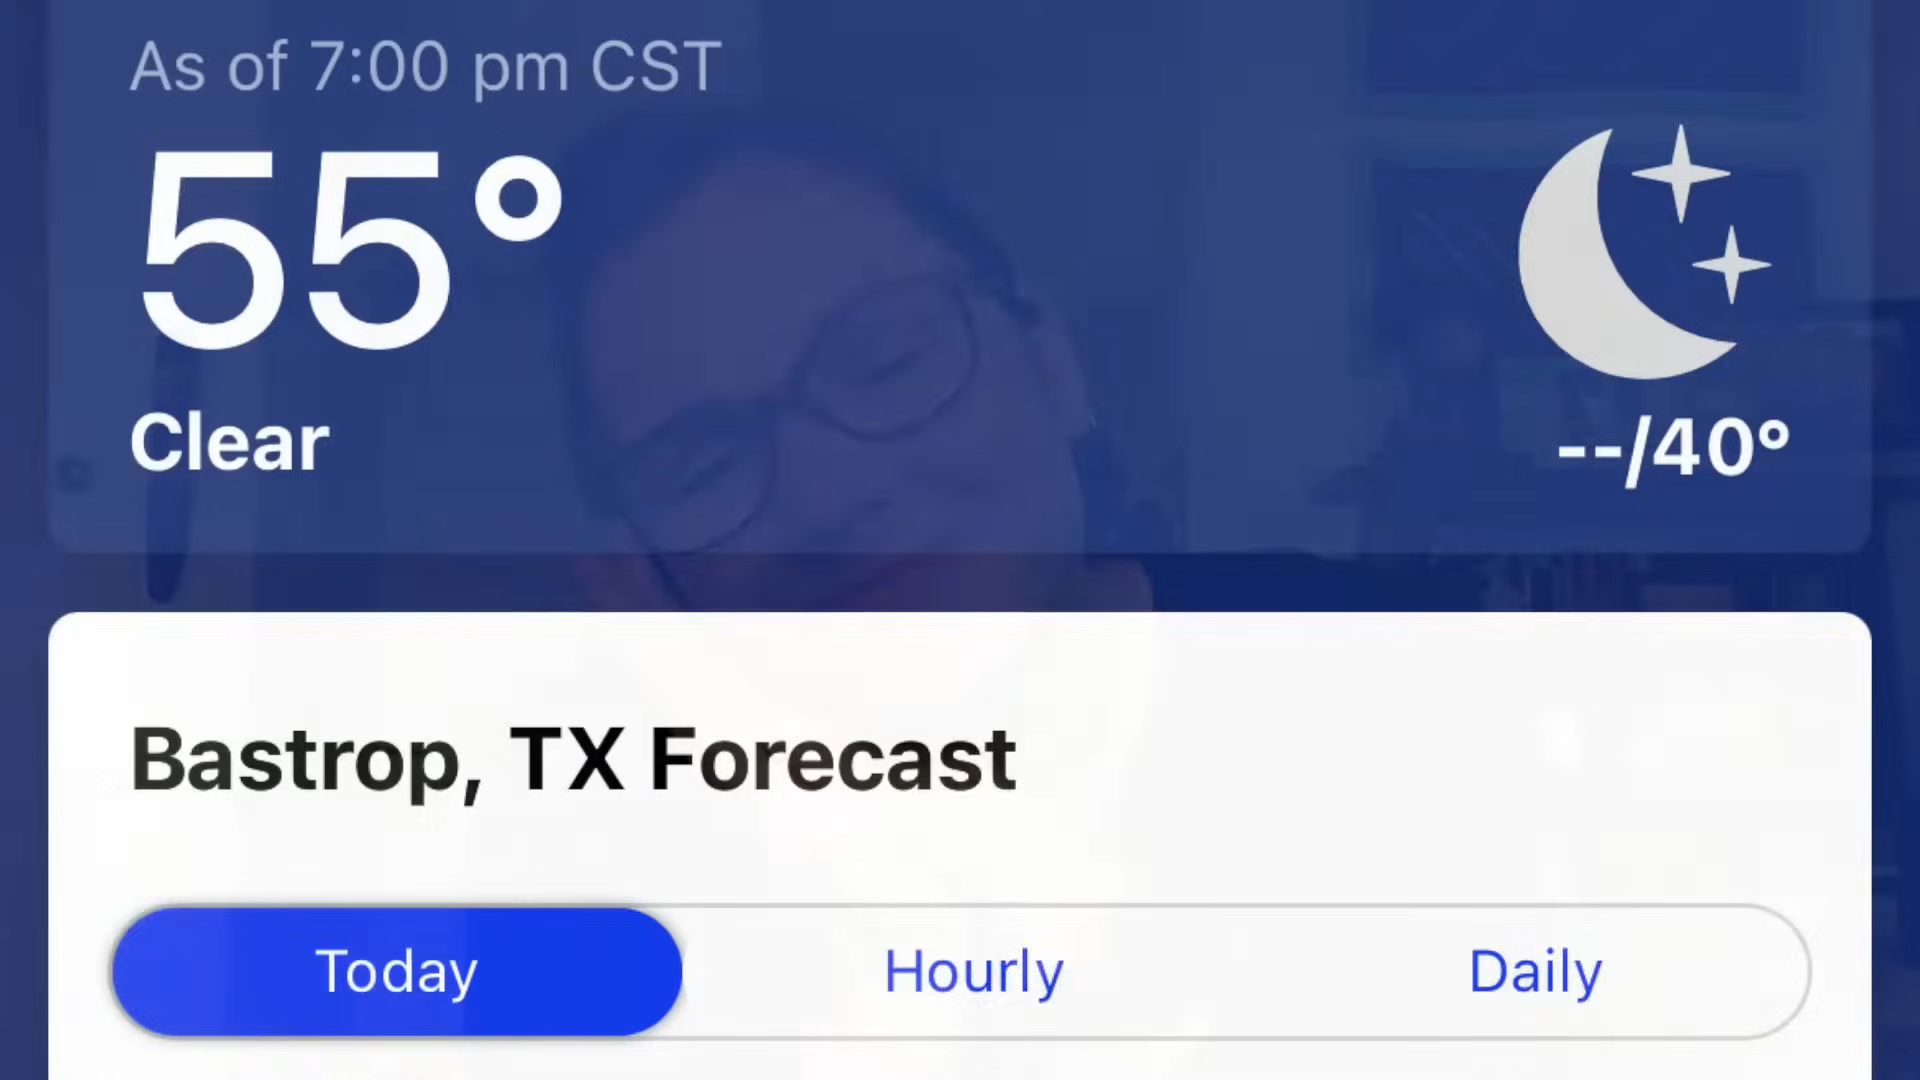 As of 7:00 pm CST
55°
Clear
--/40°
Bastrop, TX Forecast
Today
Hourly
Daily